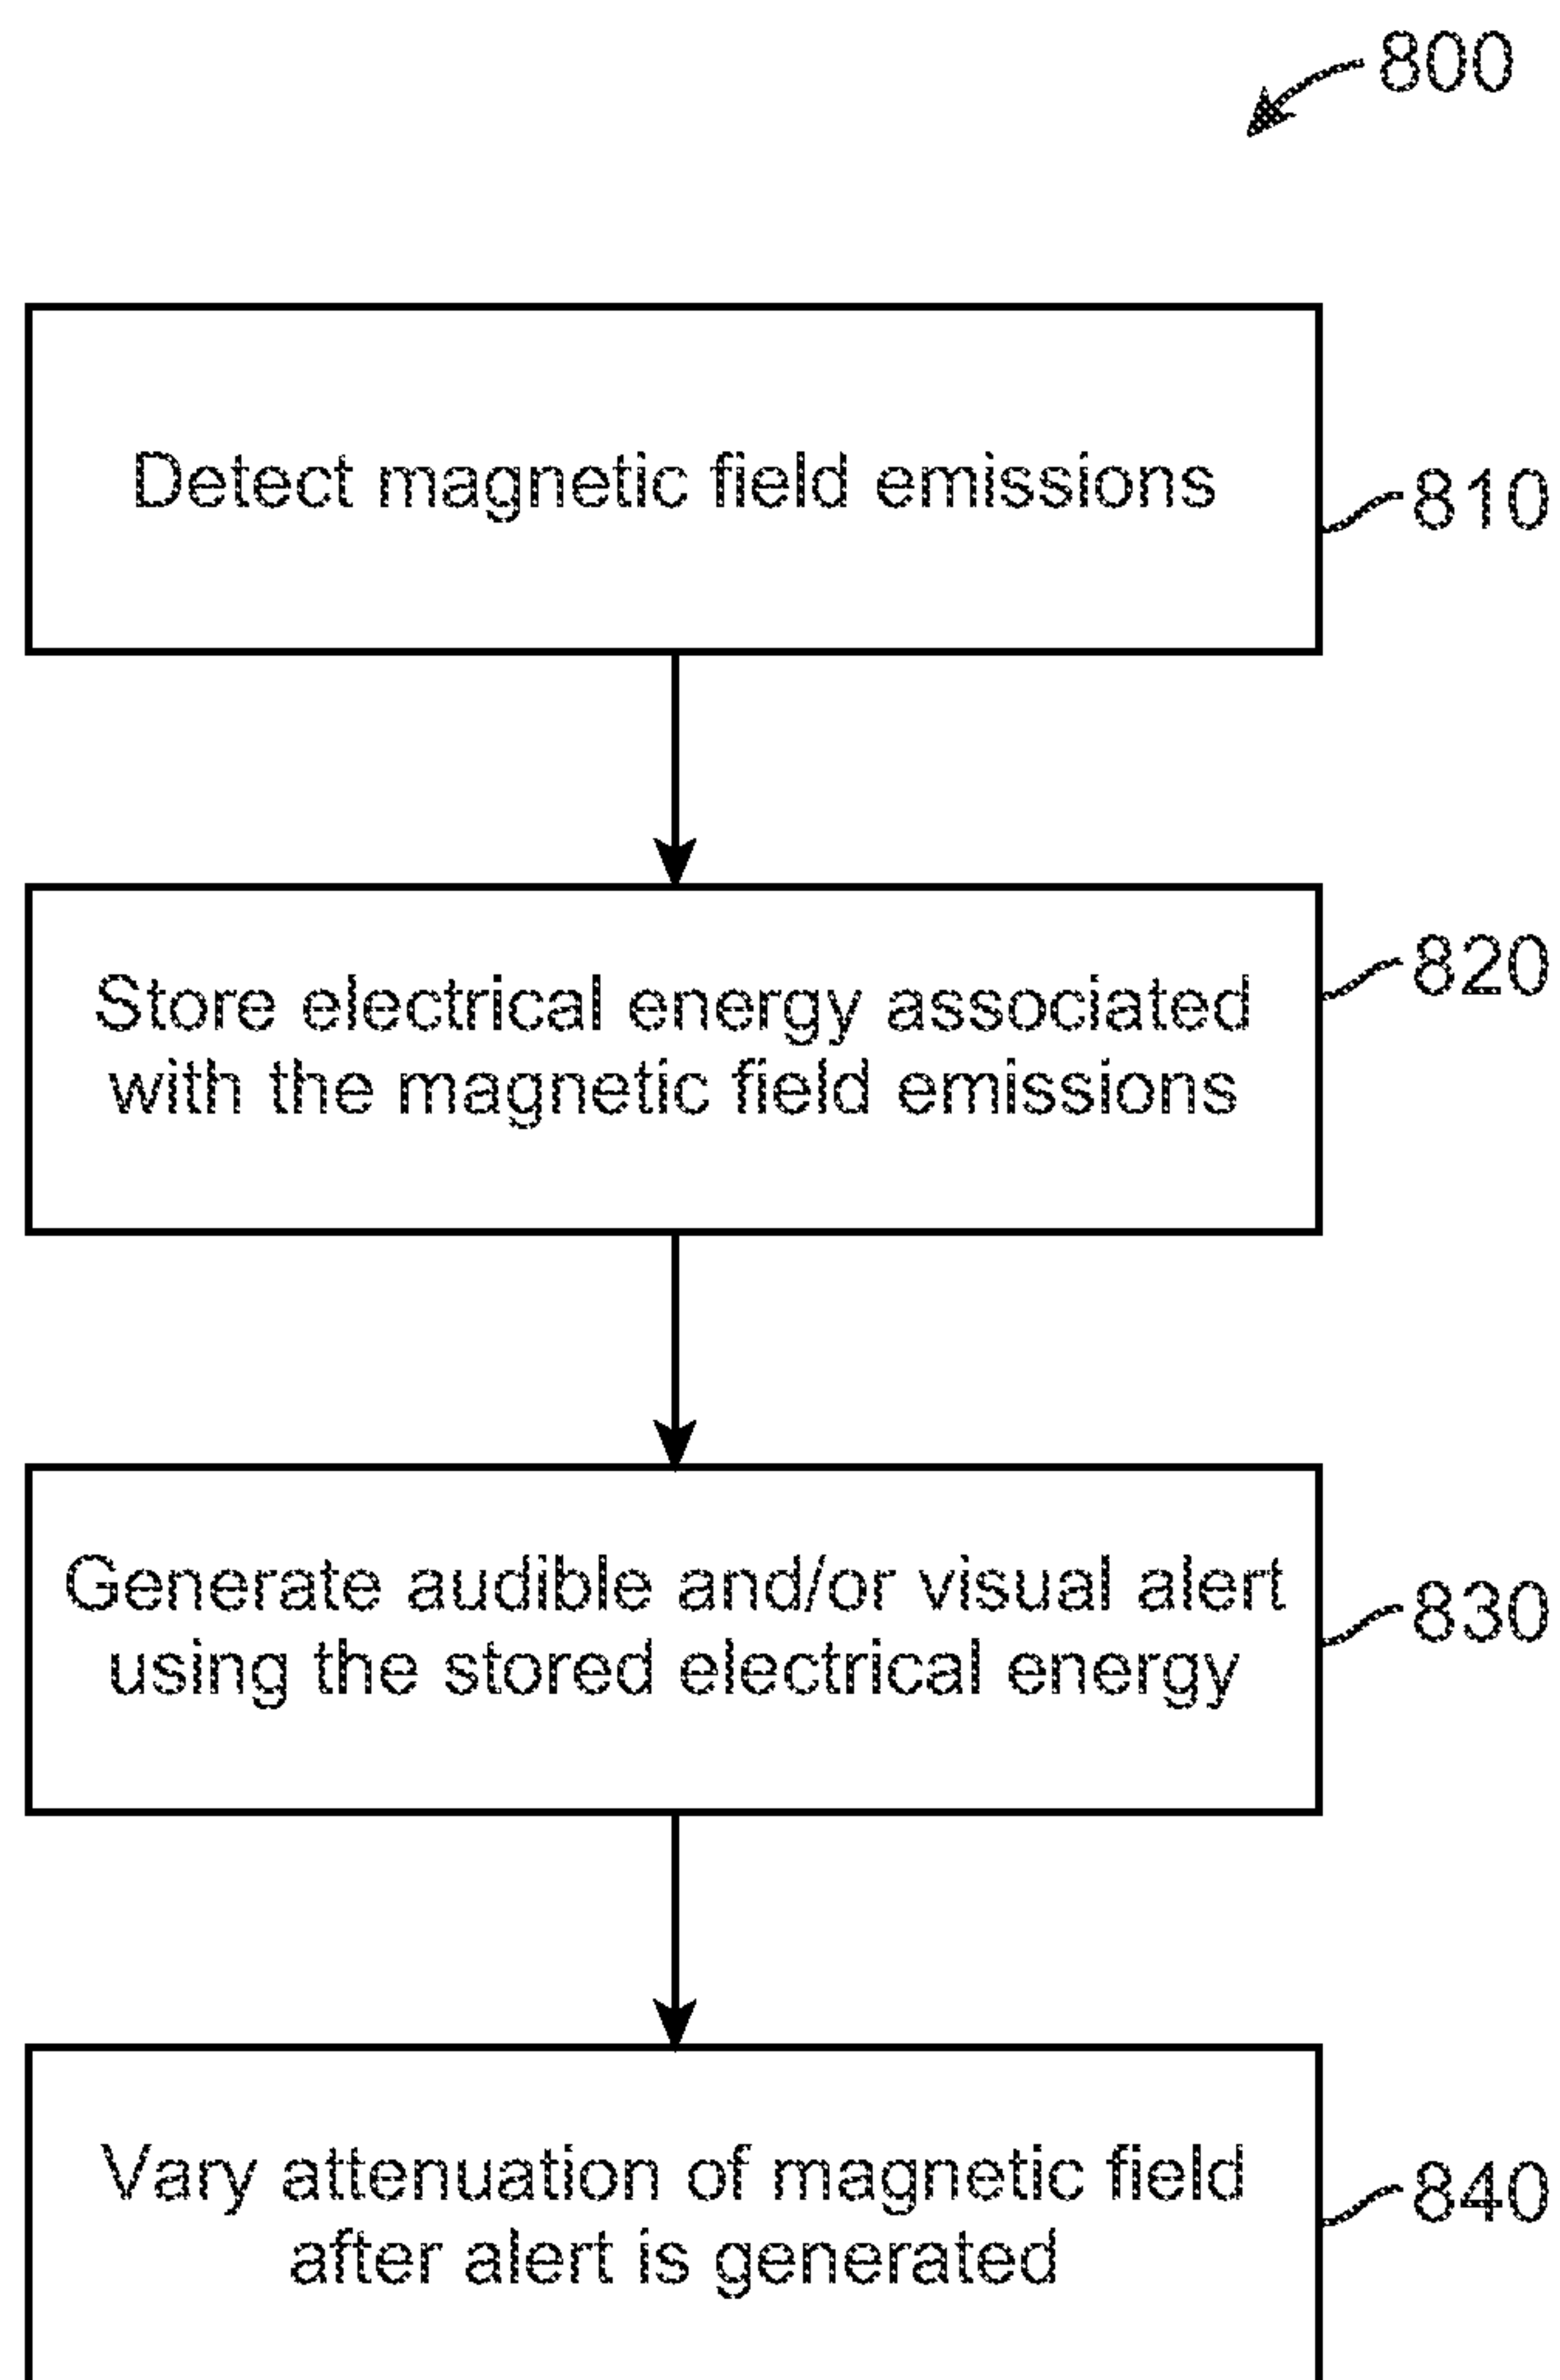 800
Detect magnetic field emissions
810
Store electrical energy associated
with the magnetic field emissions
820
Generate audible and/or visual alert
using the stored electrical energy
830
Vary attenuation of magnetic field
after alert is generated
840